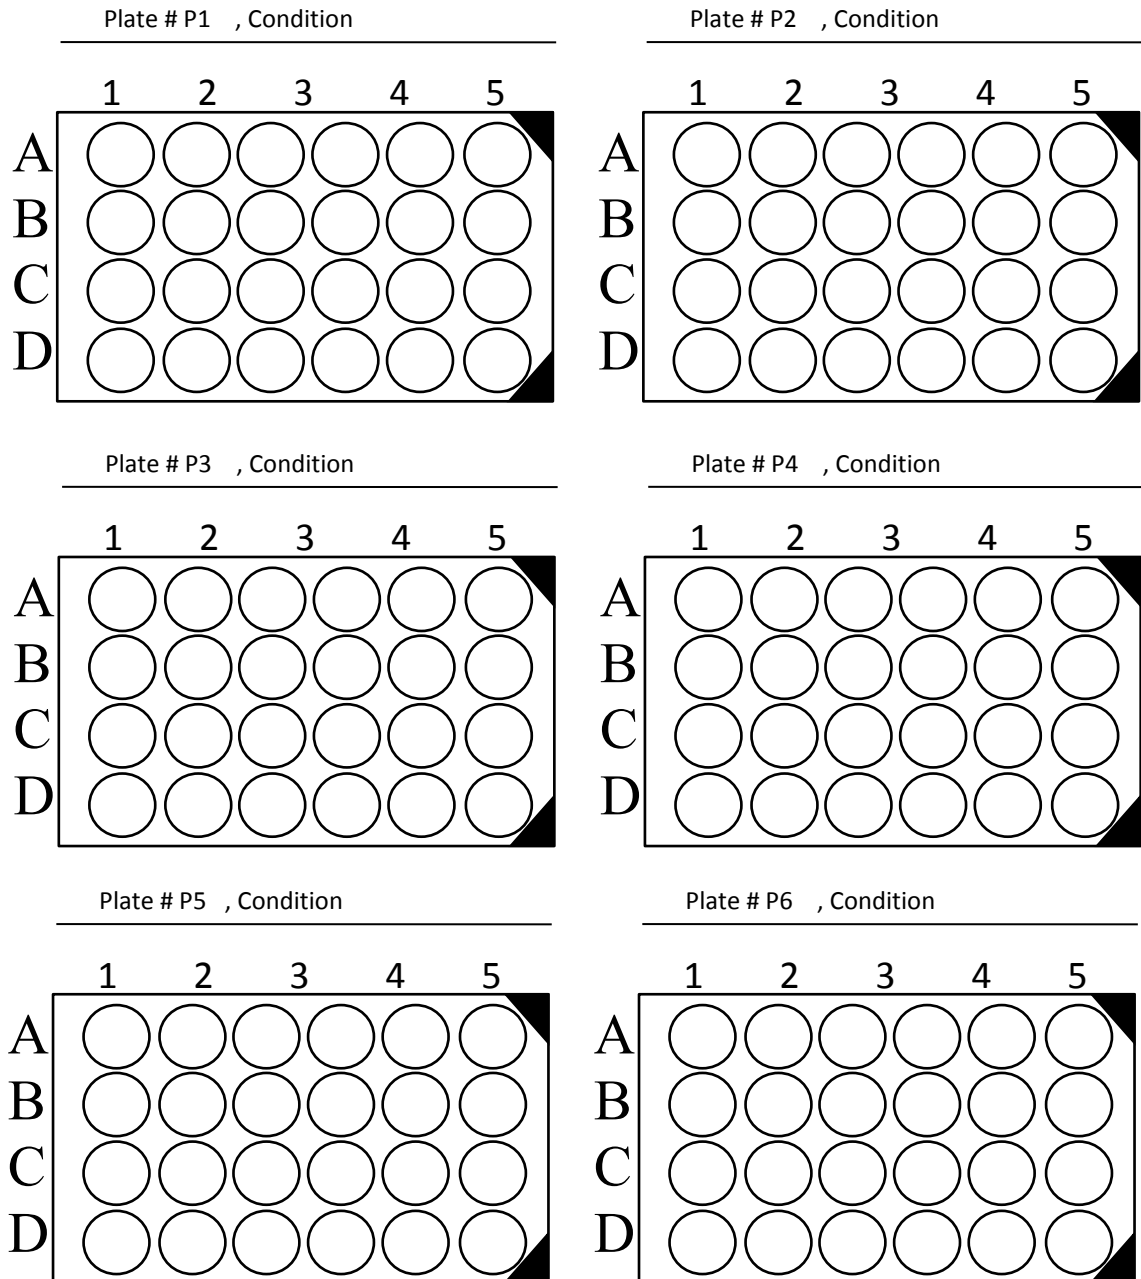 Plate # P1 , Condition
1 2 3 4 5
A
B
C
D
Plate # P2 , Condition
1 2 3 4 5
A
B
C
D
Plate # P3 , Condition
1 2 3 4 5
A
B
C
D
Plate # P4 , Condition
1 2 3 4 5
A
B
C
D
Plate # P5 , Condition
1 2 3 4 5
A
B
C
D
Plate # P6 , Condition
1 2 3 4 5
A
B
C
D